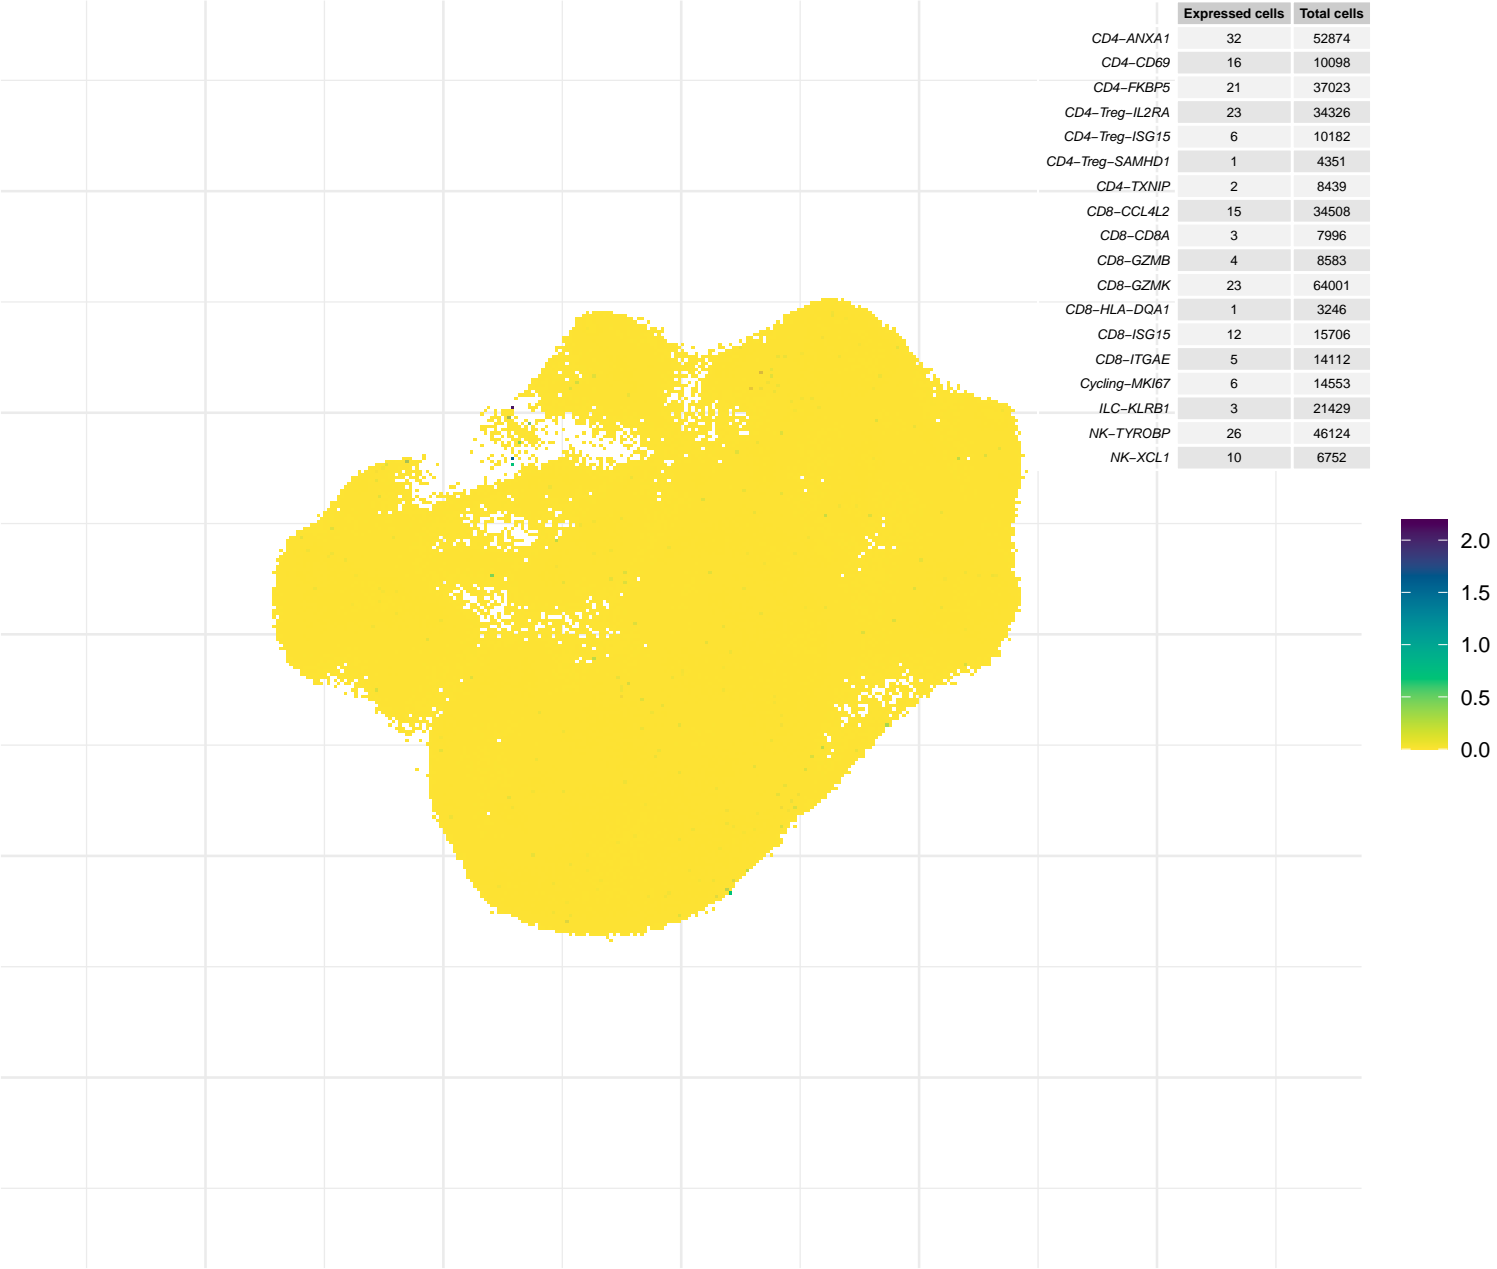 Expressed cells Total cells
CD4−ANXA1 32 52874
CD4−CD69 16 10098
CD4−FKBP5 21 37023
CD4−Treg−IL2RA 23 34326
CD4−Treg−ISG15 6 10182
CD4−Treg−SAMHD1 1 4351
CD4−TXNIP 2 8439
CD8−CCL4L2 15 34508
CD8−CD8A 3 7996
CD8−GZMB 4 8583
CD8−GZMK 23 64001
CD8−HLA−DQA1 1 3246
CD8−ISG15 12 15706
CD8−ITGAE 5 14112
Cycling−MKI67 6 14553
ILC−KLRB1 3 21429
NK−TYROBP 26 46124
NK−XCL1 10 6752
2.0
1.5
1.0
0.5
0.0